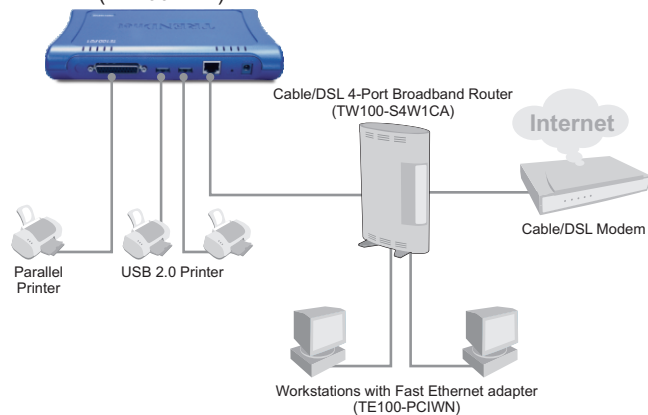 TRENDnet
Cable/DSL 4-Port Broadband Router
(TW100-S4W1CA)
Internet
Cable/DSL Modem
Parallel
Printer
USB 2.0 Printer
Workstations with Fast Ethernet adapter
(TE100-PCIWN)